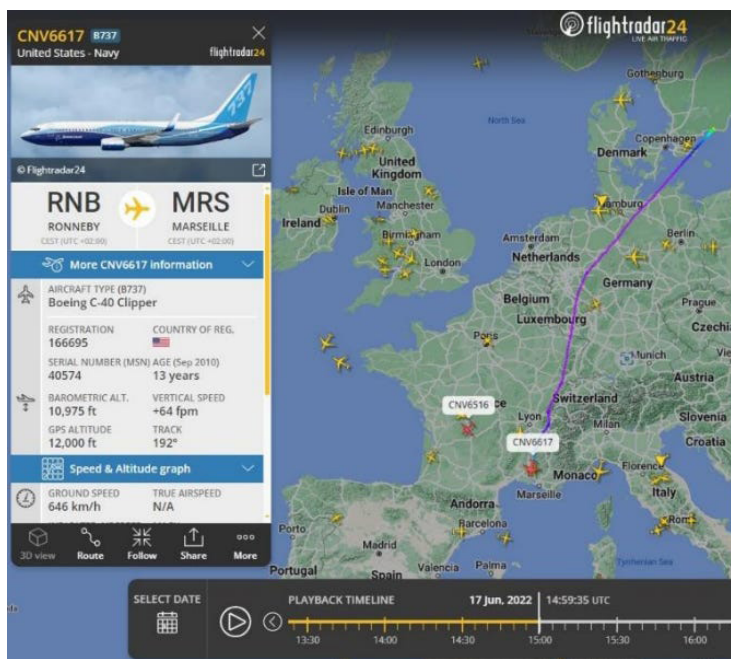 CNV6617 B737
United States - Navy
flightradar24
© Flightradar24
RNB
MRS
RONNEBY
MARSEILLE
CEST (UTC +02:00)
CEST (UTC +02:00)
More CNV6617 information
AIRCRAFT TYPE (B737)
Boeing C-40 Clipper
REGISTRATION
COUNTRY OF REG.
166695
SERIAL NUMBER (MSN)
AGE (Sep 2010)
40574
13 years
BAROMETRIC ALT.
VERTICAL SPEED
10,975 ft
+64 fpm
GPS ALTITUDE
TRACK
12,000 ft
192°
Speed & Altitude graph
GROUND SPEED
TRUE AIRSPEED
646 km/h
N/A
3D view
Route
Follow
Share
More
flightradar24
LIVE AIR TRAFFIC
Gothenburg
North Sea
Edinburgh
Copenhagen
United
Kingdom
Denmark
Isle of Man
Dublin
Manchester
Ireland
Hamburg
Birmingham
Amsterdam
Berlin
London
Netherlands
Belgium
Germany
Luxembourg
Prague
Czechi
Paris
Munich
Austria
CNV6516
Switzerland
Lyon
Slovenia
CNV6617
Milan
Croatia
Monaco
Florence
Marseille
Andorra
Italy
Porto
Barcelona
Rome
Madrid
Portugal
Spain
Valencia
Palma
Tyrrhenian Sea
SELECT DATE
PLAYBACK TIMELINE
17 Jun, 2022
14:59:35 UTC
13:30
14:00
14:30
15:00
15:30
16:00